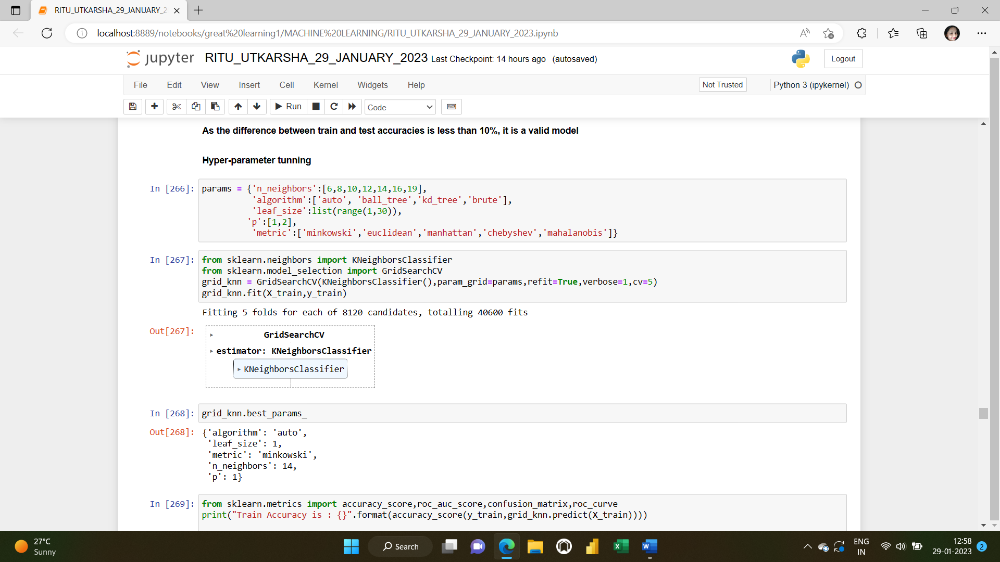 RITU_UTKARSHA_29_JANUARY_2
localhost:8889/notebooks/great%20learning1/MACHINE%20LEARNING/RITU_UTKARSHA_29_JANUARY_2023.ipynb
jupyter RITU_UTKARSHA_29_JANUARY_2023 Last Checkpoint: 14 hours ago (autosaved)
Logout
File Edit View Insert Cell Kernel Widgets Help
Not Trusted
Python 3 (ipykernel)
Run
Code
As the difference between train and test accuracies is less than 10%, it is a valid model
Hyper-parameter tunning
In [266]: params = {'n_neighbors':[6,8,10,12,14,16,19],
'algorithm':['auto', 'ball_tree','kd_tree','brute'],
'leaf_size':list(range(1,30)),
'p':[1,2],
'metric':['minkowski','euclidean','manhattan','chebyshev','mahalanobis']}
In [267]: from sklearn.neighbors import KNeighborsClassifier
from sklearn.model_selection import GridSearchCV
grid_knn = GridSearchCV(KNeighborsClassifier(),param_grid=params,refit=True,verbose=1,cv=5)
grid_knn.fit(X_train,y_train)
Fitting 5 folds for each of 8120 candidates, totalling 40600 fits
Out[267]:
GridSearchCV
estimator: KNeighborsClassifier
KNeighborsClassifier
In [268]: grid_knn.best_params_
Out[268]: {'algorithm': 'auto',
'leaf_size': 1,
'metric': 'minkowski',
'n_neighbors': 14,
'p': 1}
In [269]: from sklearn.metrics import accuracy_score,roc_auc_score,confusion_matrix,roc_curve
print("Train Accuracy is : {}".format(accuracy_score(y_train,grid_knn.predict(X_train))))
27°C
Sunny
Search
ENG
IN
12:58
29-01-2023
2